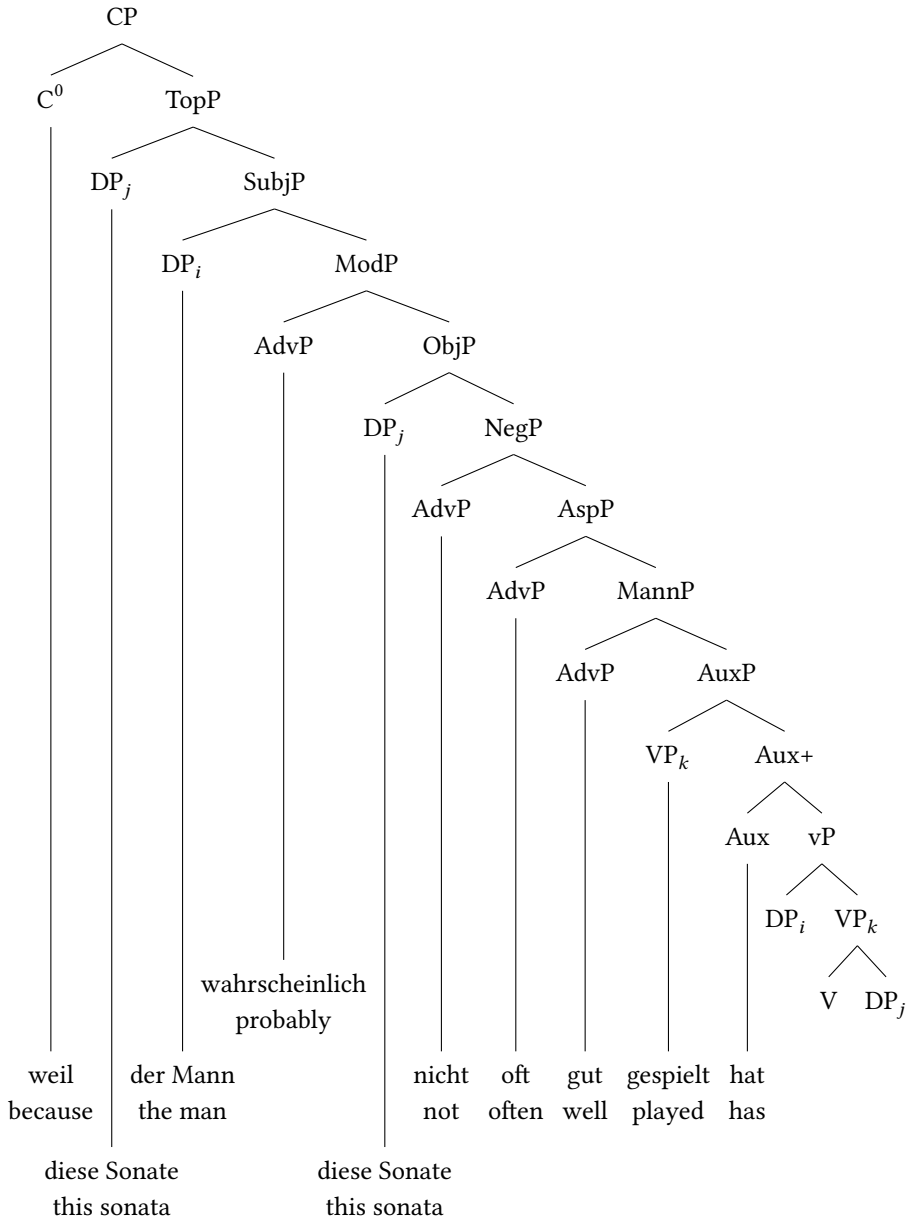 CP
C⁰ TopP
DPⱼ SubjP
DPᵢ ModP
AdvP ObjP
DPⱼ NegP
AdvP AspP
AdvP MannP
AdvP AuxP
VPₖ Aux+
Aux vP
DPᵢ VPₖ
V DPⱼ
wahrscheinlich
probably
weil der Mann nicht oft gut gespielt hat
because the man not often well played has
diese Sonate diese Sonate
this sonata this sonata